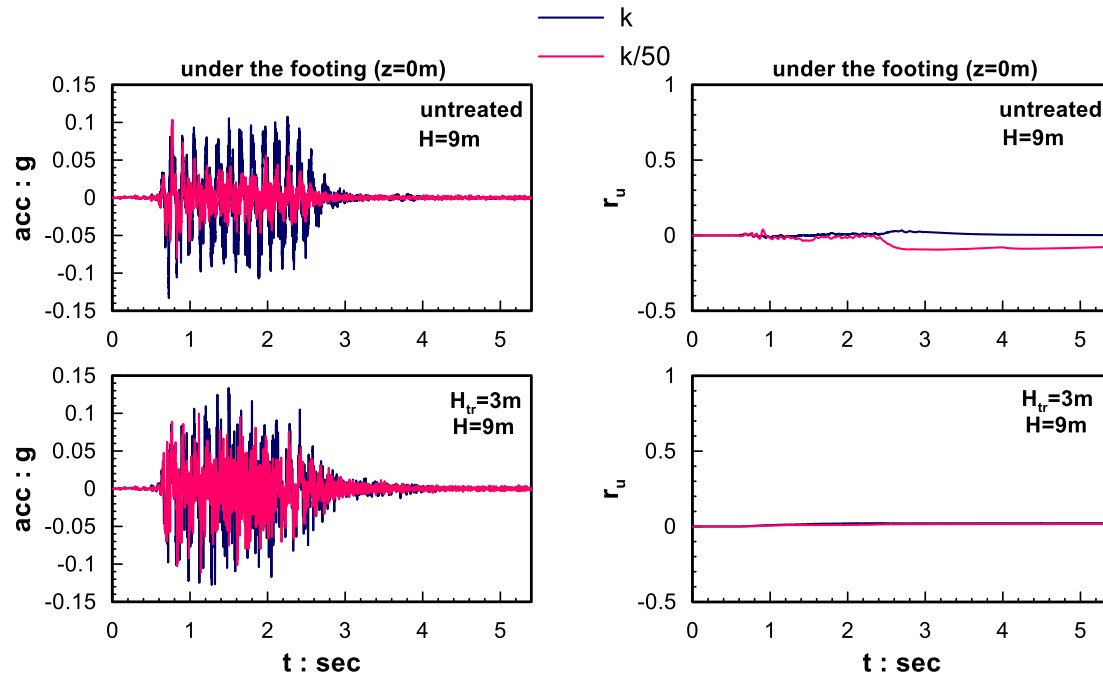 k
k/50
under the footing (z=0m)
0.15
0.1
0.05
0
-0.05
-0.1
-0.15
acc : g
untreated
H=9m
0 1 2 3 4 5
under the footing (z=0m)
1
0.5
0
-0.5
r_u
untreated
H=9m
0 1 2 3 4 5
0.15
0.1
0.05
0
-0.05
-0.1
-0.15
acc : g
H_tr=3m
H=9m
0 1 2 3 4 5
t : sec
1
0.5
0
-0.5
r_u
H_tr=3m
H=9m
0 1 2 3 4 5
t : sec